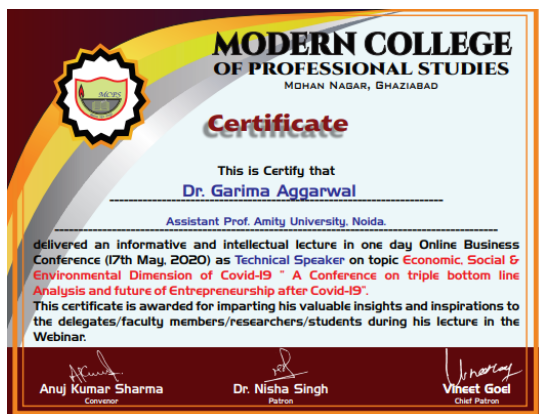 MODERN COLLEGE
OF PROFESSIONAL STUDIES
MOHAN NAGAR, GHAZIABAD
MCPS
Certificate
This is Certify that
Dr. Garima Aggarwal
Assistant Prof. Amity University, Noida.
delivered an informative and intellectual lecture in one day Online Business
Conference (17th May, 2020) as Technical Speaker on topic Economic, Social &
Environmental Dimension of Covid-19 " A Conference on triple bottom line
Analysis and future of Entrepreneurship after Covid-19".
This certificate is awarded for imparting his valuable insights and inspirations to
the delegates/faculty members/researchers/students during his lecture in the
Webinar.
Anuj Kumar Sharma
Convenor
Dr. Nisha Singh
Patron
Vineet Goel
Chief Patron